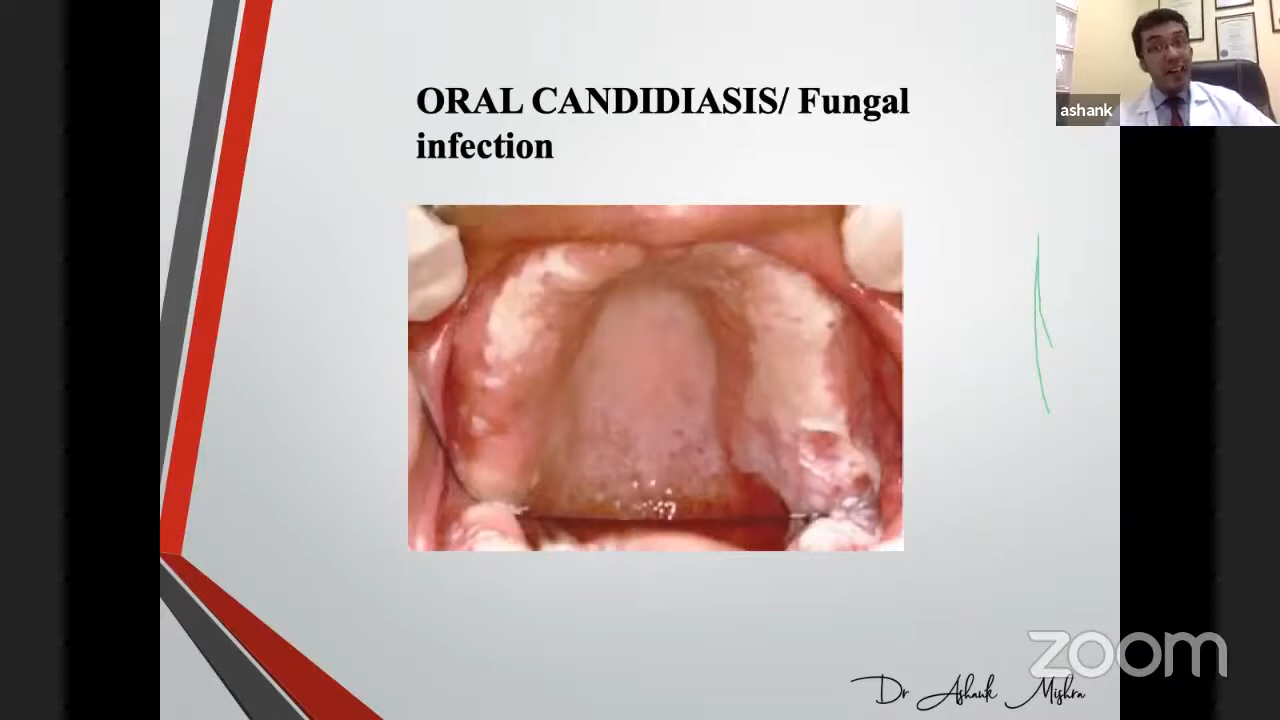 ashank
ORAL CANDIDIASIS/ Fungal
infection
zoom
Dr Ashank Mishra